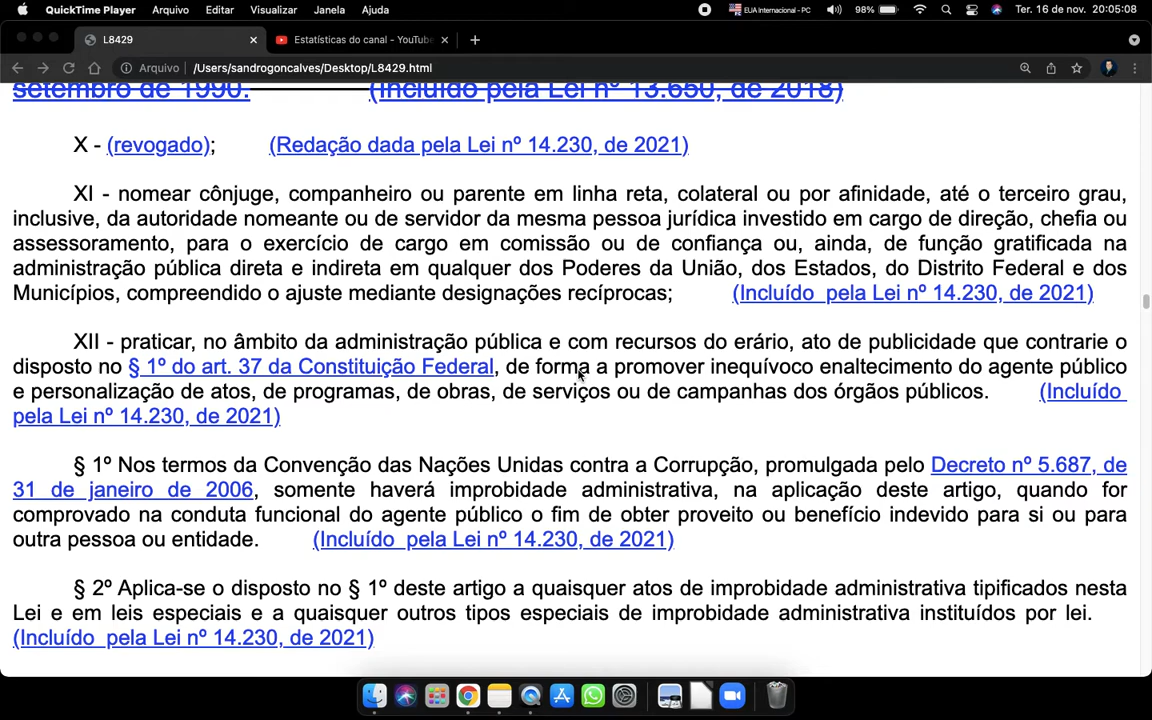 QuickTime Player Arquivo Editar Visualizar Janela Ajuda EUA Internacional - PC 98% Ter. 16 de nov. 20:05:08
L8429 Estatísticas do canal - YouTube
Arquivo /Users/sandrogoncalves/Desktop/L8429.html
setembro de 1990. (Incluído pela Lei nº 13.650, de 2018)
X - (revogado); (Redação dada pela Lei nº 14.230, de 2021)
XI - nomear cônjuge, companheiro ou parente em linha reta, colateral ou por afinidade, até o terceiro grau,
inclusive, da autoridade nomeante ou de servidor da mesma pessoa jurídica investido em cargo de direção, chefia ou
assessoramento, para o exercício de cargo em comissão ou de confiança ou, ainda, de função gratificada na
administração pública direta e indireta em qualquer dos Poderes da União, dos Estados, do Distrito Federal e dos
Municípios, compreendido o ajuste mediante designações recíprocas; (Incluído pela Lei nº 14.230, de 2021)
XII - praticar, no âmbito da administração pública e com recursos do erário, ato de publicidade que contrarie o
disposto no § 1º do art. 37 da Constituição Federal, de forma a promover inequívoco enaltecimento do agente público
e personalização de atos, de programas, de obras, de serviços ou de campanhas dos órgãos públicos. (Incluído
pela Lei nº 14.230, de 2021)
§ 1º Nos termos da Convenção das Nações Unidas contra a Corrupção, promulgada pelo Decreto nº 5.687, de
31 de janeiro de 2006, somente haverá improbidade administrativa, na aplicação deste artigo, quando for
comprovado na conduta funcional do agente público o fim de obter proveito ou benefício indevido para si ou para
outra pessoa ou entidade. (Incluído pela Lei nº 14.230, de 2021)
§ 2º Aplica-se o disposto no § 1º deste artigo a quaisquer atos de improbidade administrativa tipificados nesta
Lei e em leis especiais e a quaisquer outros tipos especiais de improbidade administrativa instituídos por lei.
(Incluído pela Lei nº 14.230, de 2021)